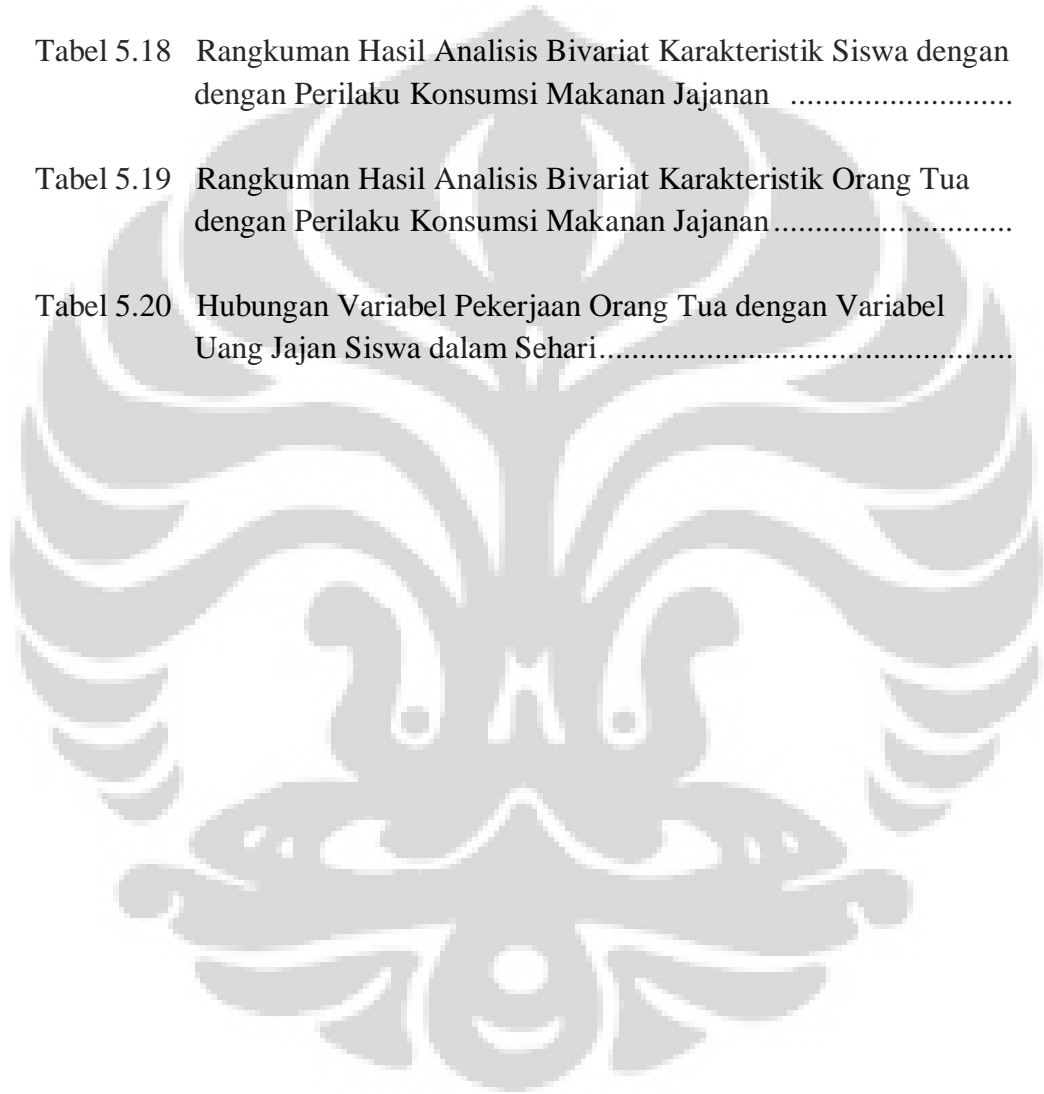 Tabel 5.18 Rangkuman Hasil Analisis Bivariat Karakteristik Siswa dengan
dengan Perilaku Konsumsi Makanan Jajanan ...........................
Tabel 5.19 Rangkuman Hasil Analisis Bivariat Karakteristik Orang Tua
dengan Perilaku Konsumsi Makanan Jajanan.............................
Tabel 5.20 Hubungan Variabel Pekerjaan Orang Tua dengan Variabel
Uang Jajan Siswa dalam Sehari..................................................